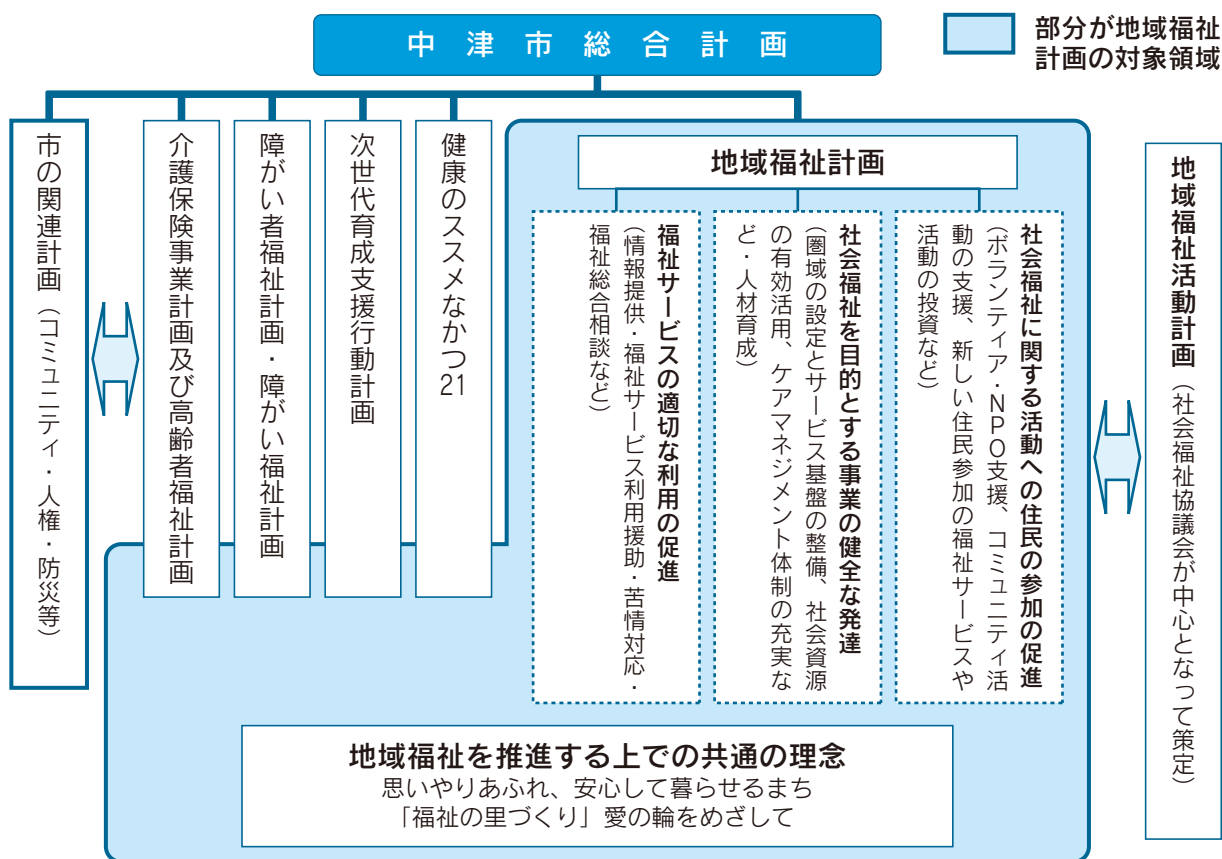 中津市総合計画
部分が地域福祉
計画の対象領域
市の関連計画（コミュニティ・人権・防災等）
介護保険事業計画及び高齢者福祉計画
障がい者福祉計画・障がい福祉計画
次世代育成支援行動計画
健康のススメなかつ21
地域福祉計画
福祉サービスの適切な利用の促進
（情報提供・福祉サービス利用援助・苦情対応・
福祉総合相談など）
社会福祉を目的とする事業の健全な発達
（圏域の設定とサービス基盤の整備、社会資源
の有効活用、ケアマネジメント体制の充実な
ど・人材育成）
社会福祉に関する活動への住民の参加の促進
（ボランティア・NPO支援、コミュニティ活
動の支援、新しい住民参加の福祉サービスや
活動の投資など）
地域福祉活動計画（社会福祉協議会が中心となって策定）
地域福祉を推進する上での共通の理念
思いやりあふれ、安心して暮らせるまち
「福祉の里づくり」愛の輪をめざして